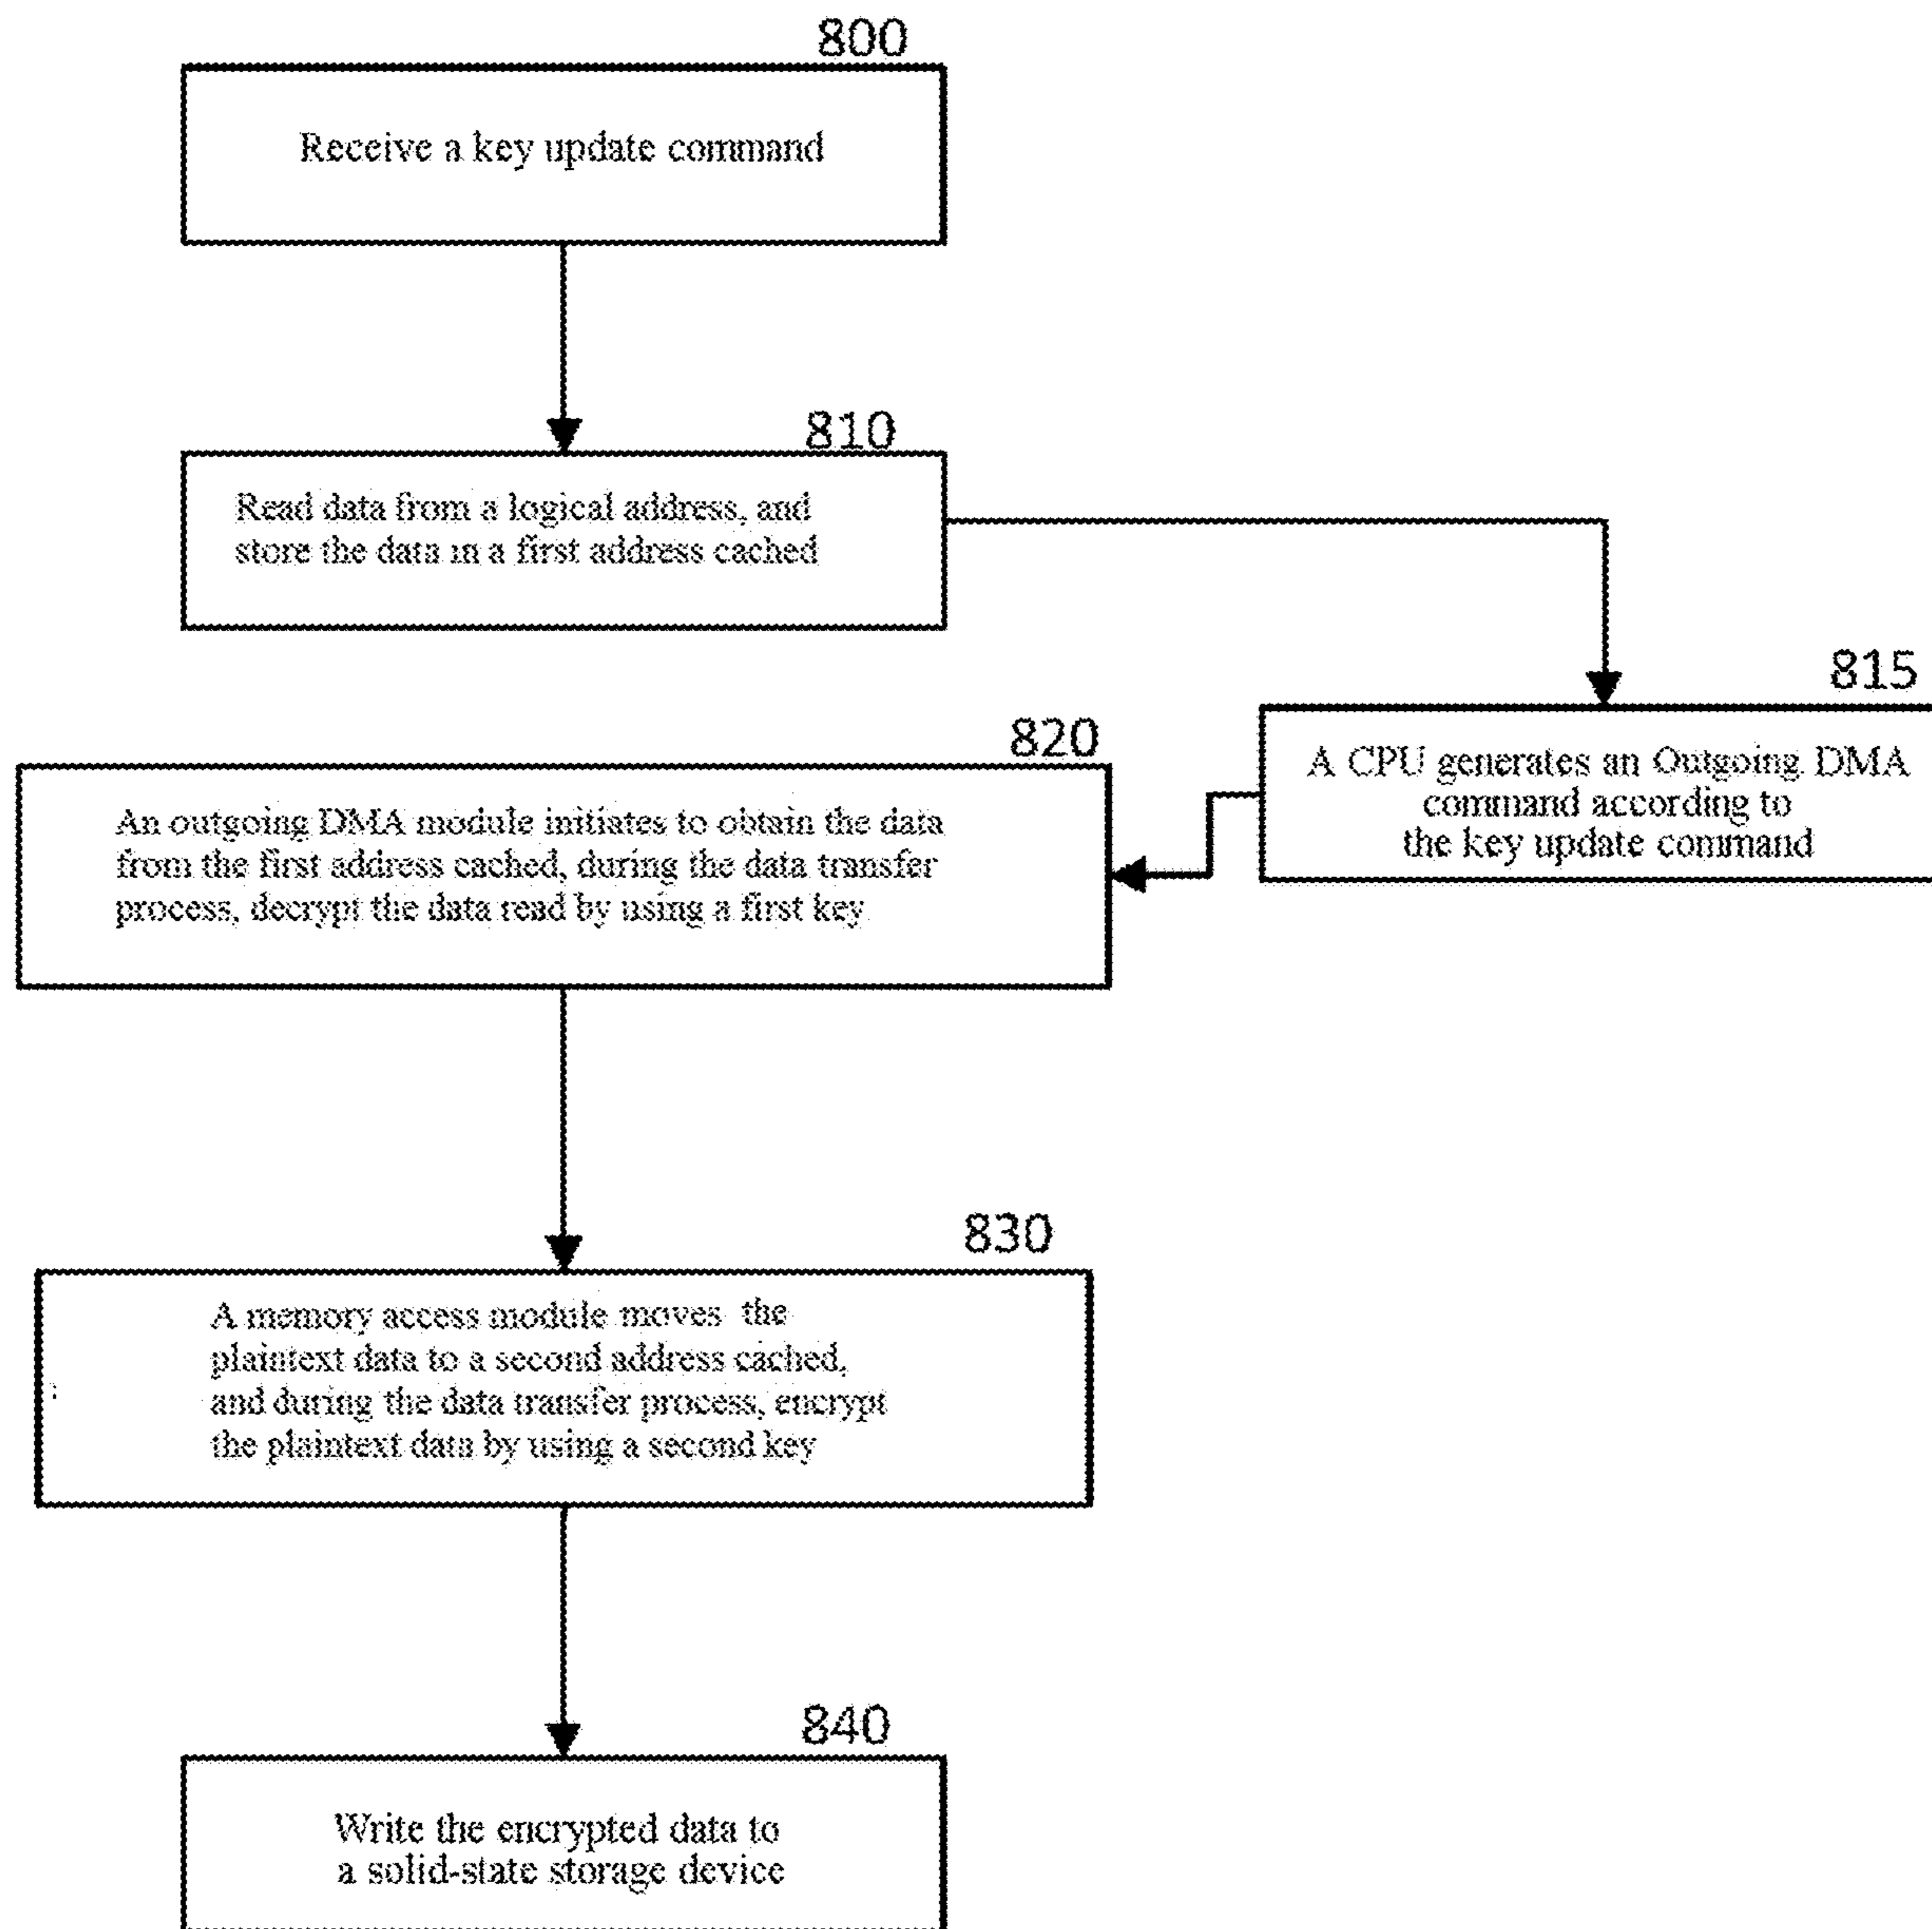 800
Receive a key update command
810
Read data from a logical address, and
store the data in a first address cached
815
A CPU generates an Outgoing DMA
command according to
the key update command
820
An outgoing DMA module initiates to obtain the data
from the first address cached, during the data transfer
process, decrypt the data read by using a first key
830
A memory access module moves the
plaintext data to a second address cached,
and during the data transfer process, encrypt
the plaintext data by using a second key
840
Write the encrypted data to
a solid-state storage device